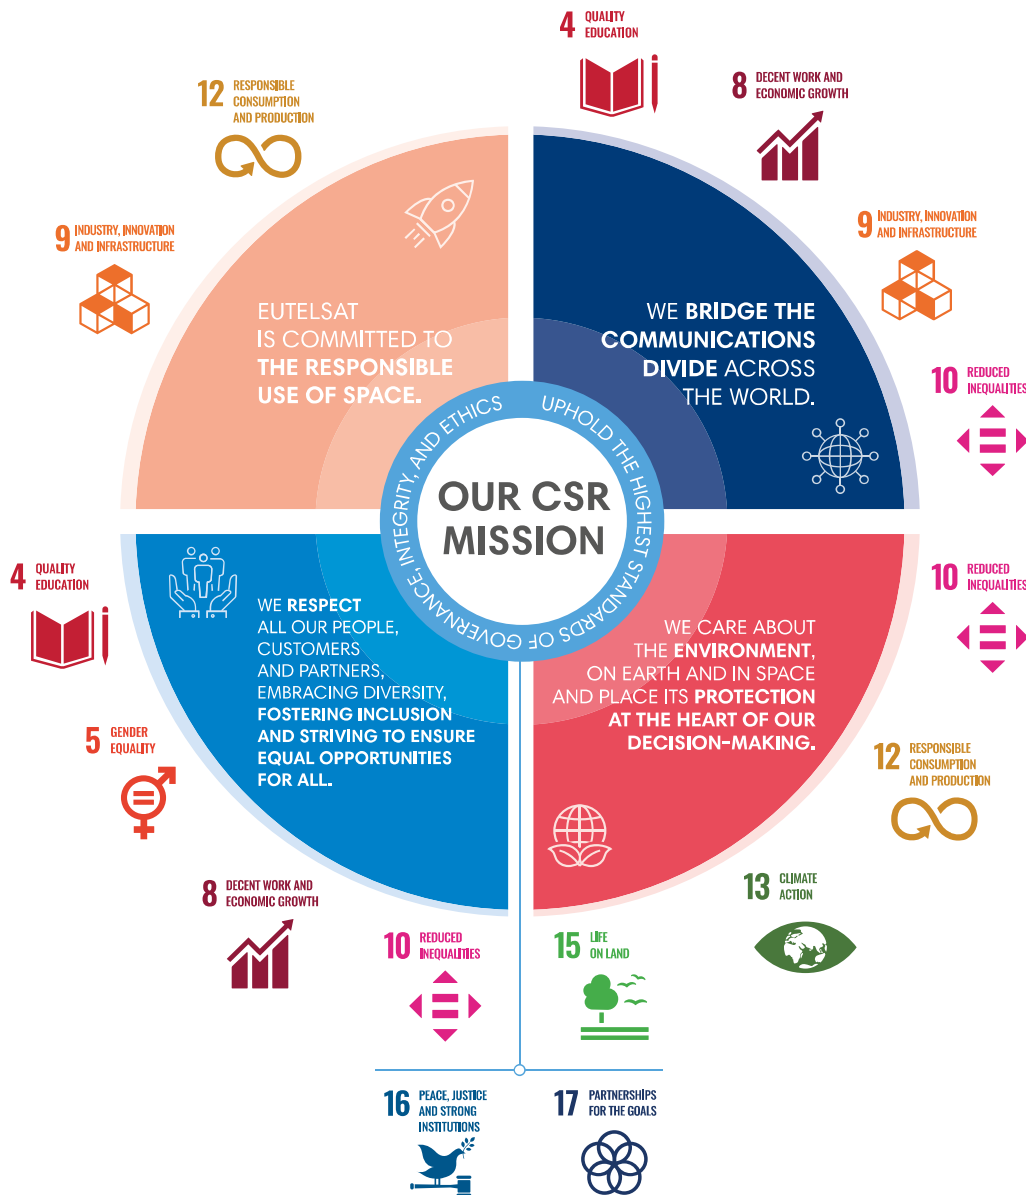 4 QUALITY
EDUCATION
8 DECENT WORK AND
ECONOMIC GROWTH
12 RESPONSIBLE
CONSUMPTION
AND PRODUCTION
9 INDUSTRY, INNOVATION
AND INFRASTRUCTURE
9 INDUSTRY, INNOVATION
AND INFRASTRUCTURE
10 REDUCED
INEQUALITIES
EUTELSAT
IS COMMITTED TO
THE RESPONSIBLE
USE OF SPACE.
WE BRIDGE THE
COMMUNICATIONS
DIVIDE ACROSS
THE WORLD.
UPHOLD THE HIGHEST STANDARDS OF GOVERNANCE, INTEGRITY, AND ETHICS
OUR CSR
MISSION
4 QUALITY
EDUCATION
WE RESPECT
ALL OUR PEOPLE,
CUSTOMERS
AND PARTNERS,
EMBRACING DIVERSITY,
FOSTERING INCLUSION
AND STRIVING TO ENSURE
EQUAL OPPORTUNITIES
FOR ALL.
WE CARE ABOUT
THE ENVIRONMENT,
ON EARTH AND IN SPACE
AND PLACE ITS PROTECTION
AT THE HEART OF OUR
DECISION-MAKING.
10 REDUCED
INEQUALITIES
5 GENDER
EQUALITY
12 RESPONSIBLE
CONSUMPTION
AND PRODUCTION
8 DECENT WORK AND
ECONOMIC GROWTH
13 CLIMATE
ACTION
10 REDUCED
INEQUALITIES
15 LIFE
ON LAND
16 PEACE, JUSTICE
AND STRONG
INSTITUTIONS
17 PARTNERSHIPS
FOR THE GOALS